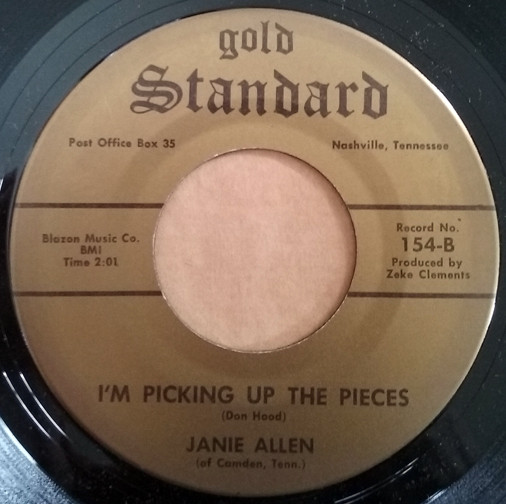 gold
Standard
Post Office Box 35
Nashville, Tennessee
Blazon Music Co.
BMI
Time 2:01
Record No.
154-B
Produced by
Zeke Clements
I'M PICKING UP THE PIECES
(Don Hood)
JANIE ALLEN
(of Camden, Tenn.)